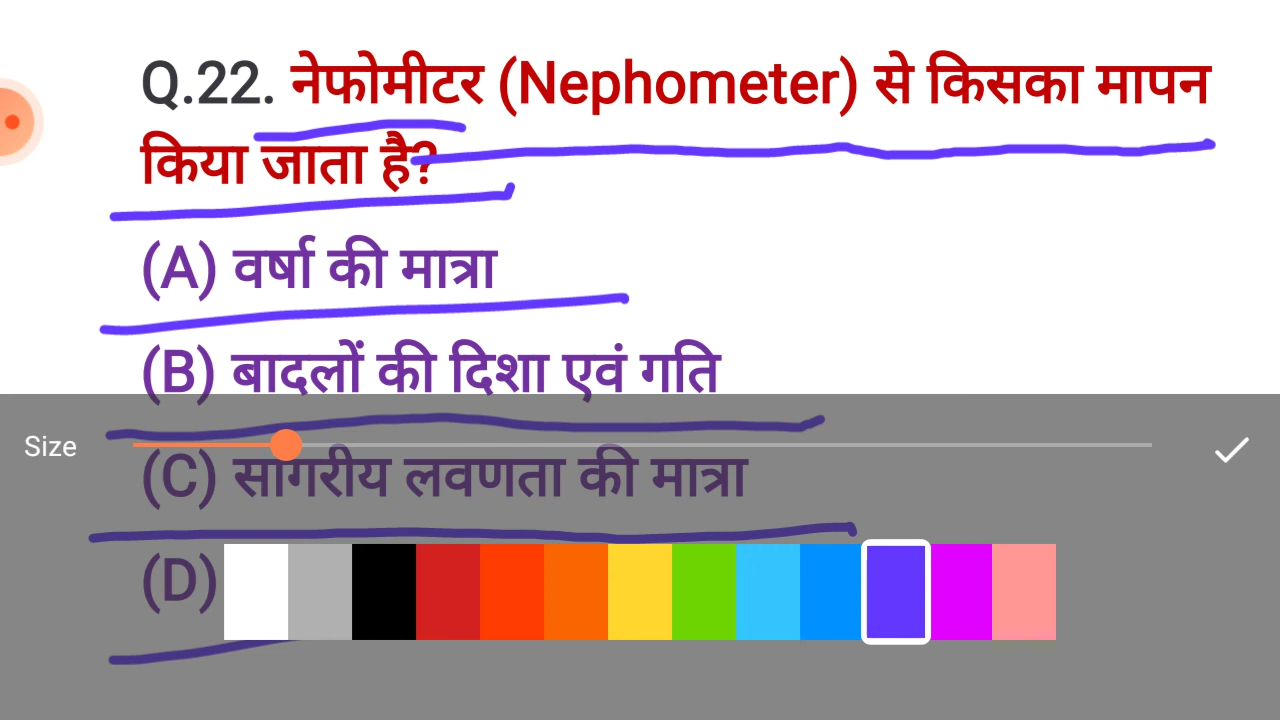 Q.22. नेफोमीटर (Nephometer) से किसका मापन
किया जाता है?
(A) वर्षा की मात्रा
(B) बादलों की दिशा एवं गति
Size
(C) सागरीय लवणता की मात्रा
(D)